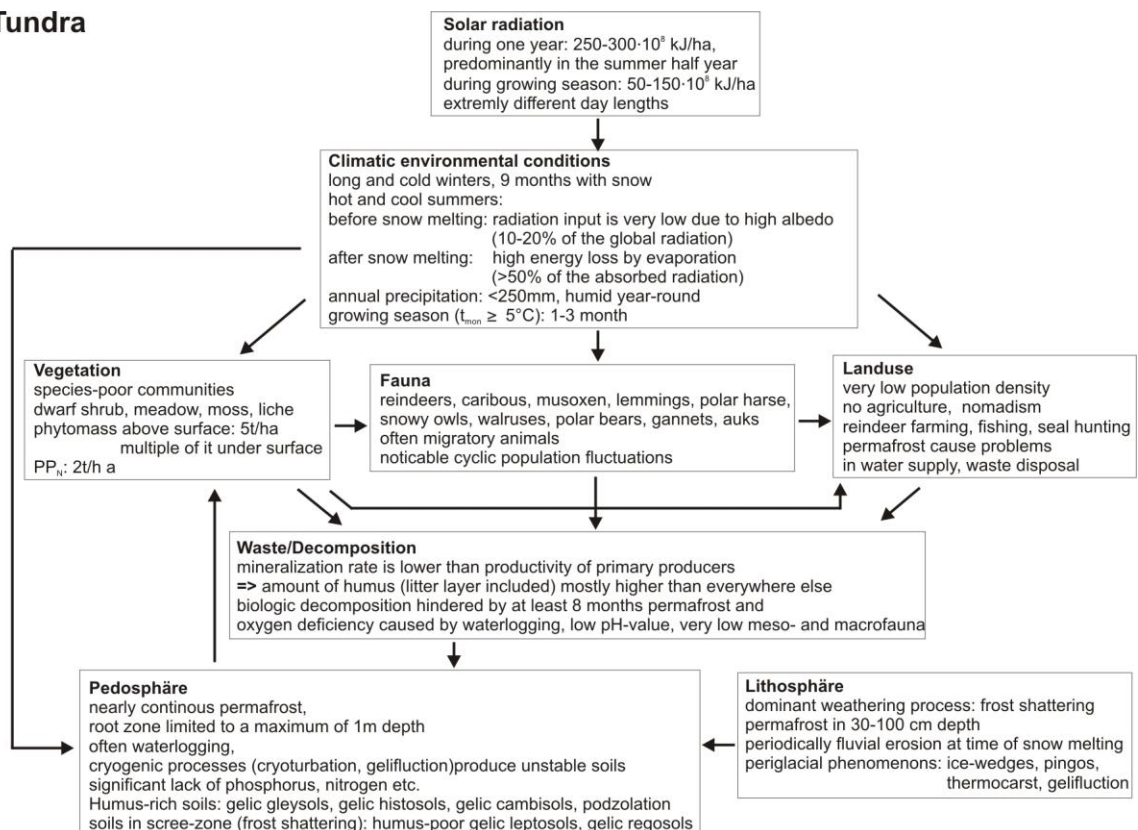 Tundra
Solar radiation
during one year: 250-300·10⁸ kJ/ha,
predominantly in the summer half year
during growing season: 50-150·10⁸ kJ/ha
extremly different day lengths
Climatic environmental conditions
long and cold winters, 9 months with snow
hot and cool summers:
before snow melting: radiation input is very low due to high albedo
(10-20% of the global radiation)
after snow melting: high energy loss by evaporation
(>50% of the absorbed radiation)
annual precipitation: <250mm, humid year-round
growing season (tmon ≥ 5°C): 1-3 month
Vegetation
species-poor communities
dwarf shrub, meadow, moss, liche
phytomass above surface: 5t/ha
multiple of it under surface
PPN: 2t/h a
Fauna
reindeers, caribous, musoxen, lemmings, polar harse,
snowy owls, walruses, polar bears, gannets, auks
often migratory animals
noticable cyclic population fluctuations
Landuse
very low population density
no agriculture, nomadism
reindeer farming, fishing, seal hunting
permafrost cause problems
in water supply, waste disposal
Waste/Decomposition
mineralization rate is lower than productivity of primary producers
=> amount of humus (litter layer included) mostly higher than everywhere else
biologic decomposition hindered by at least 8 months permafrost and
oxygen deficiency caused by waterlogging, low pH-value, very low meso- and macrofauna
Pedosphäre
nearly continous permafrost,
root zone limited to a maximum of 1m depth
often waterlogging,
cryogenic processes (cryoturbation, gelifluction)produce unstable soils
significant lack of phosphorus, nitrogen etc.
Humus-rich soils: gelic gleysols, gelic histosols, gelic cambisols, podzolation
soils in scree-zone (frost shattering): humus-poor gelic leptosols, gelic regosols
Lithosphäre
dominant weathering process: frost shattering
permafrost in 30-100 cm depth
periodically fluvial erosion at time of snow melting
periglacial phenomenons: ice-wedges, pingos,
thermocarst, gelifluction